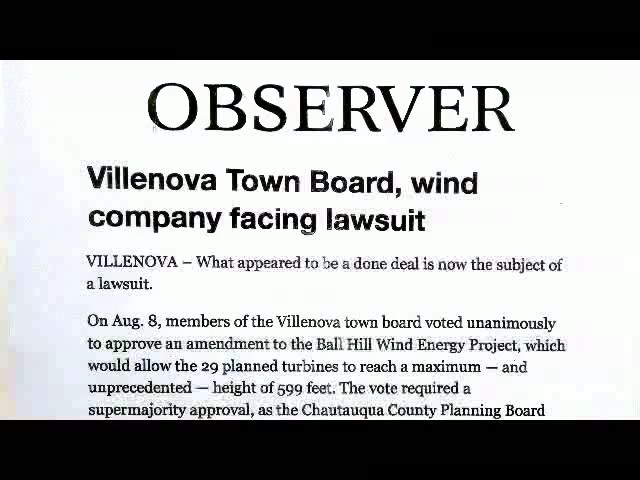 OBSERVER
Villenova Town Board, wind
company facing lawsuit
VILLENOVA – What appeared to be a done deal is now the subject of
a lawsuit.
On Aug. 8, members of the Villenova town board voted unanimously
to approve an amendment to the Ball Hill Wind Energy Project, which
would allow the 29 planned turbines to reach a maximum — and
unprecedented — height of 599 feet. The vote required a
supermajority approval, as the Chautauqua County Planning Board